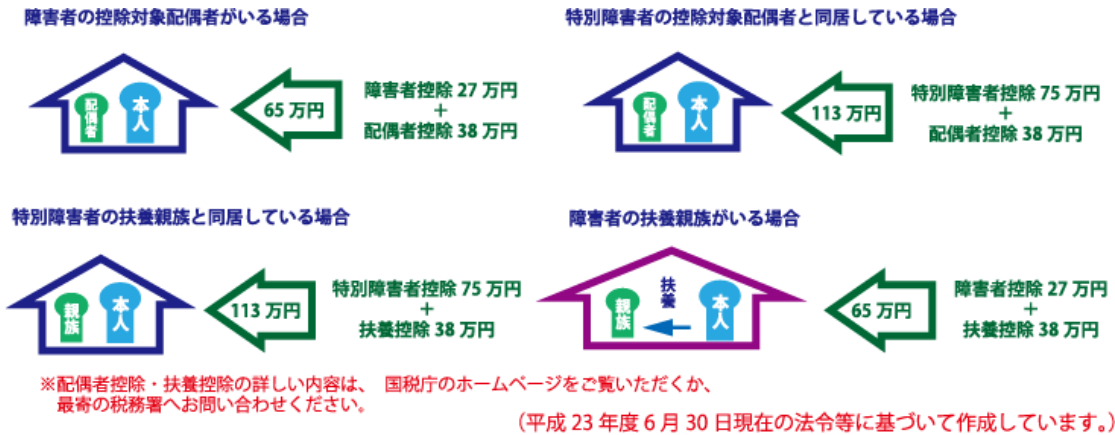 障害者の控除対象配偶者がいる場合
配偶者
本人
65 万円
障害者控除 27 万円
+
配偶者控除 38 万円
特別障害者の控除対象配偶者と同居している場合
配偶者
本人
113 万円
特別障害者控除 75 万円
+
配偶者控除 38 万円
特別障害者の扶養親族と同居している場合
親族
本人
113 万円
特別障害者控除 75 万円
+
扶養控除 38 万円
障害者の扶養親族がいる場合
親族
扶養
本人
65 万円
障害者控除 27 万円
+
扶養控除 38 万円
※配偶者控除・扶養控除の詳しい内容は、 国税庁のホームページをご覧いただくか、
最寄の税務署へお問い合わせください。
(平成 23 年度 6 月 30 日現在の法令等に基づいて作成しています。)